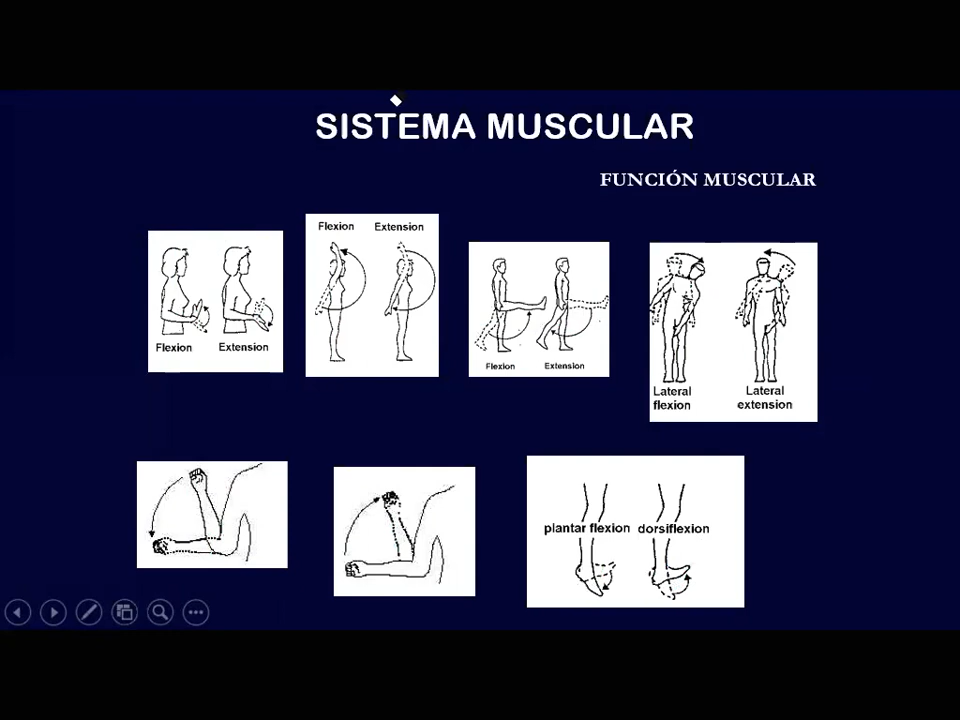 SISTEMA MUSCULAR
FUNCIÓN MUSCULAR
Flexion Extension
Flexion Extension
Flexion Extension
Lateral flexion
Lateral extension
plantar flexion dorsiflexion